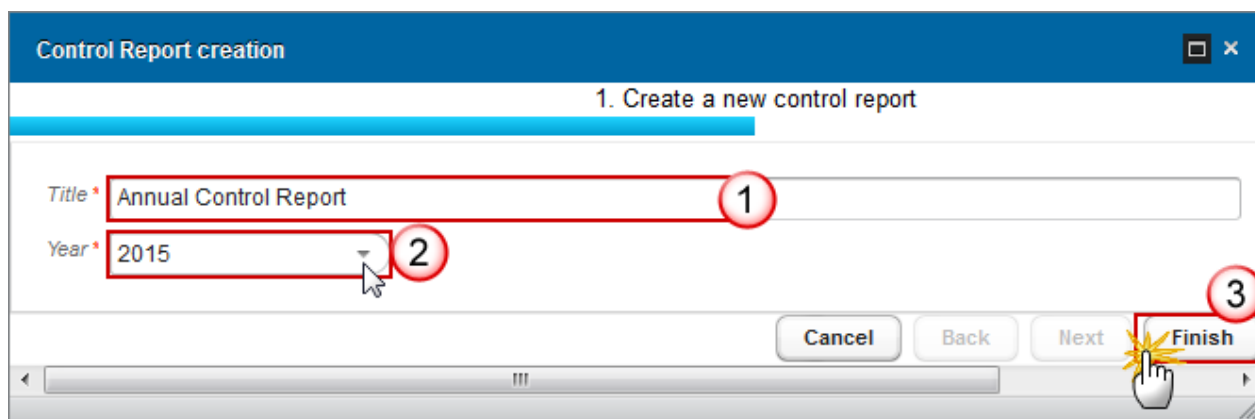 Control Report creation
1. Create a new control report
Title * Annual Control Report 1
Year * 2015 2
3
Cancel Back Next Finish